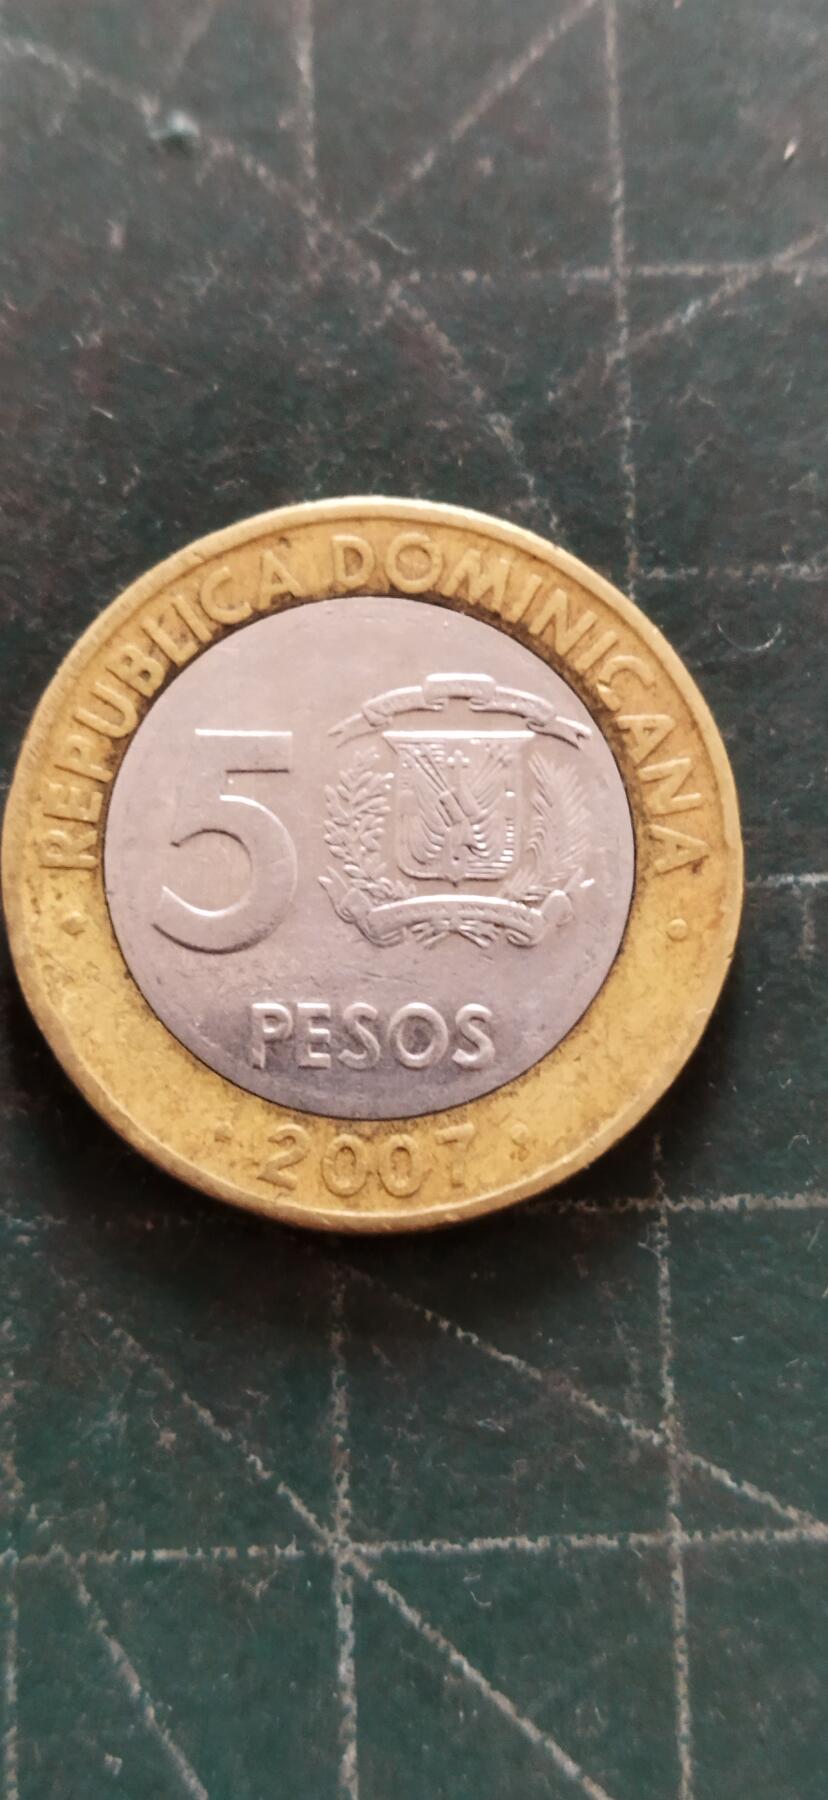 REPUBLICA DOMINICANA
5
PESOS
2007